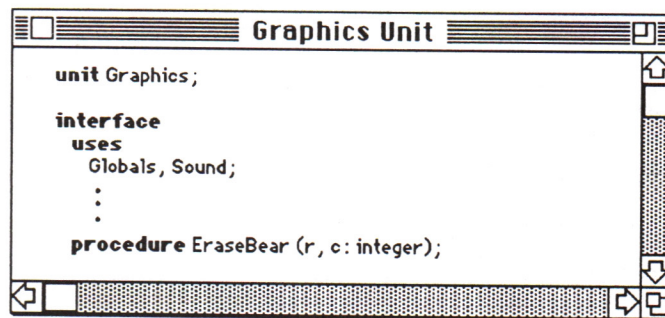 Graphics Unit
unit Graphics;
interface
uses
Globals, Sound;
.
.
.
procedure EraseBear (r, c: integer);